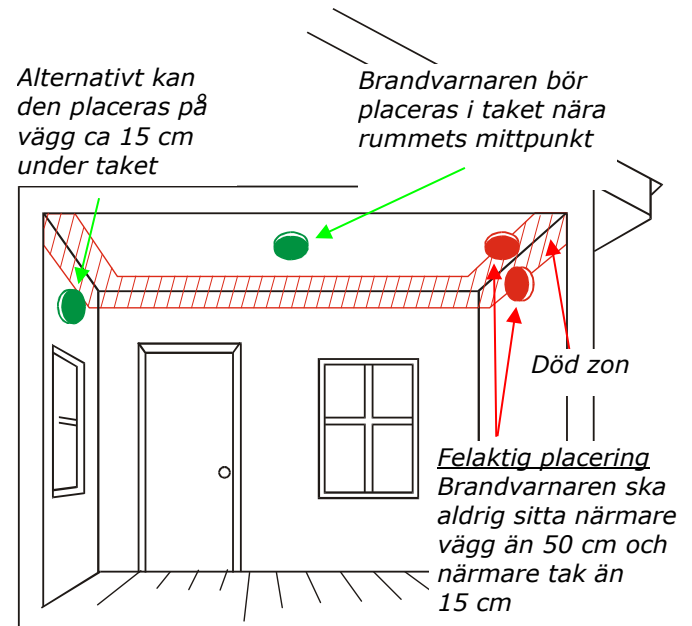 Alternativt kan
den placeras på
vägg ca 15 cm
under taket
Brandvarnaren bör
placeras i taket nära
rummets mittpunkt
Död zon
Felaktig placering
Brandvarnaren ska
aldrig sitta närmare
vägg än 50 cm och
närmare tak än
15 cm